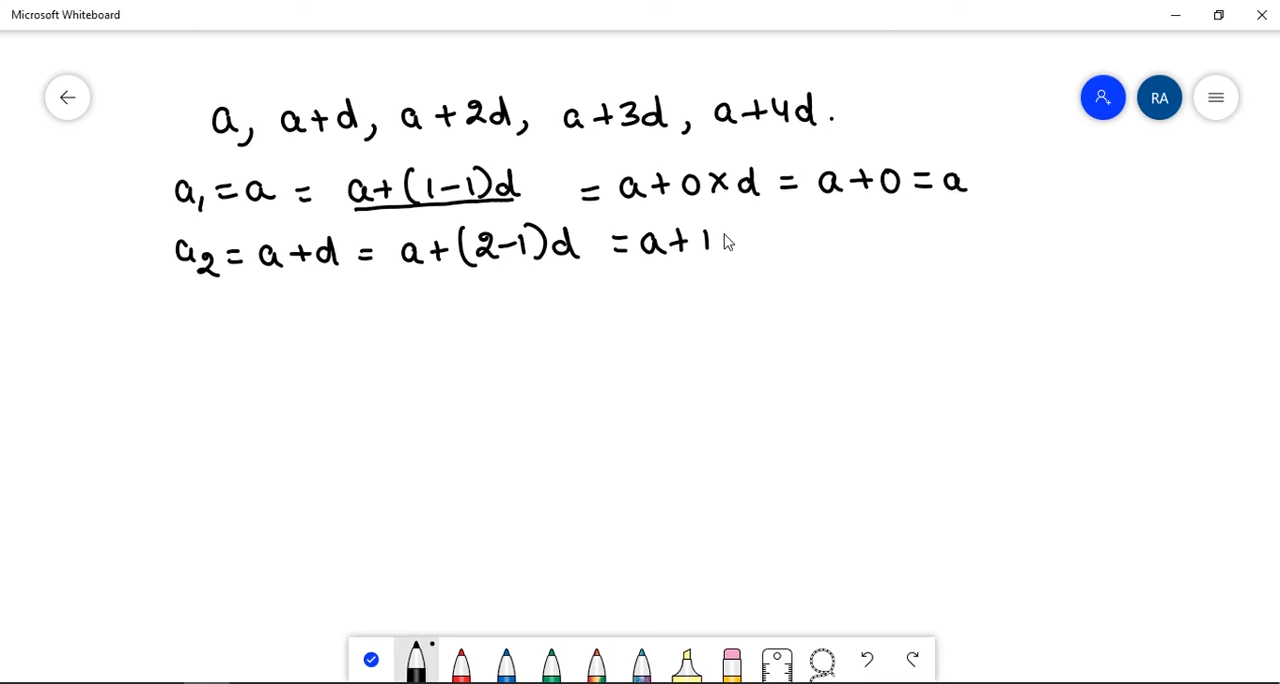 Microsoft Whiteboard
RA
a, a+d, a+2d, a+3d, a+4d.
a₁ = a = a+(1-1)d = a+0×d = a+0 = a
a₂ = a+d = a+(2-1)d = a+1